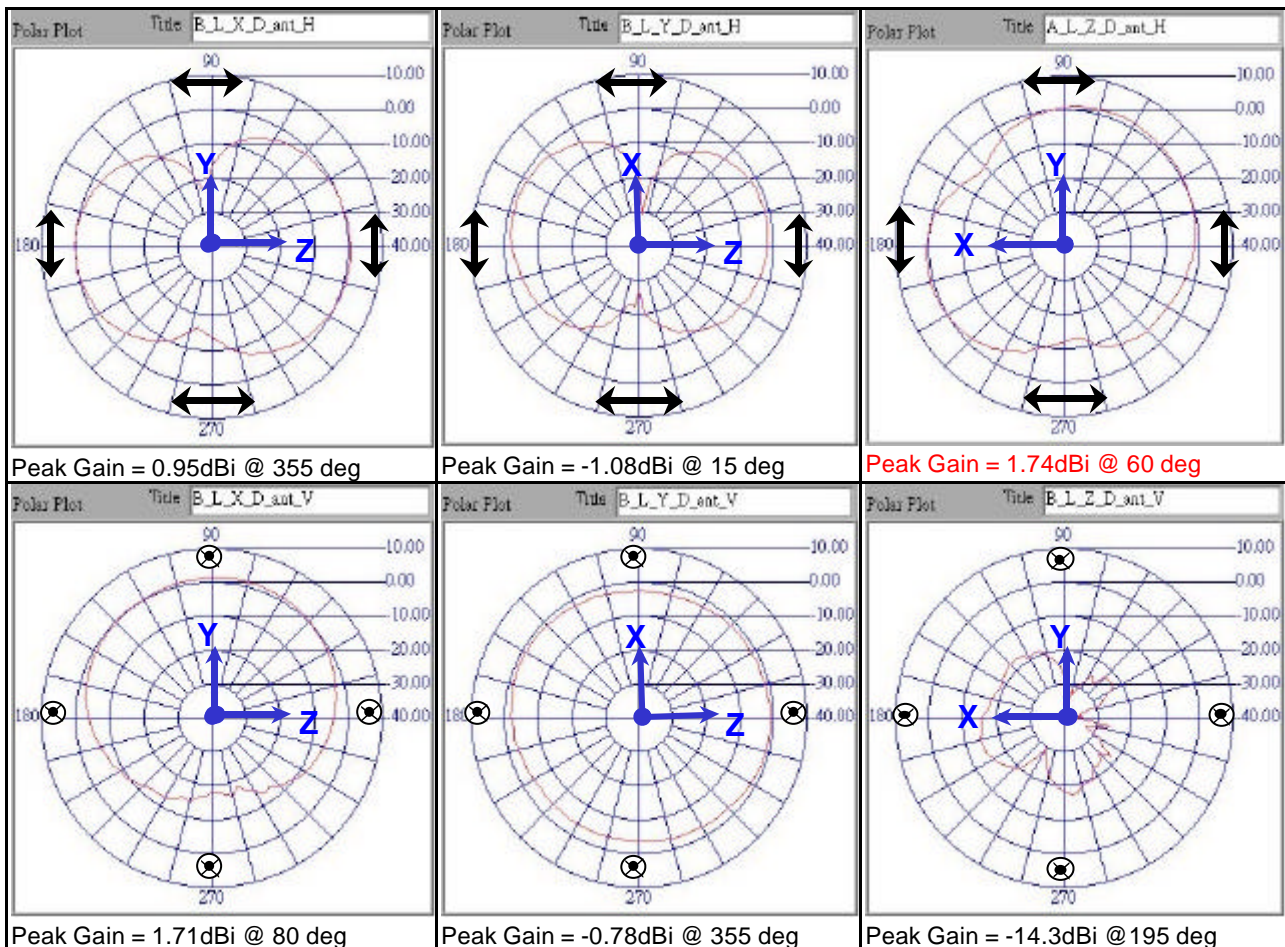 Polar Plot Title B_L_X_D_ant_H
90
10.00
0.00
10.00
20.00
30.00
40.00
180
270
Y
Z
Peak Gain = 0.95dBi @ 355 deg
Polar Plot Title B_L_Y_D_ant_H
90
10.00
0.00
10.00
20.00
30.00
40.00
180
270
X
Z
Peak Gain = -1.08dBi @ 15 deg
Polar Plot Title A_L_Z_D_ant_H
90
10.00
0.00
10.00
20.00
30.00
40.00
180
270
Y
X
Peak Gain = 1.74dBi @ 60 deg
Polar Plot Title B_L_X_D_ant_V
90
10.00
0.00
10.00
20.00
30.00
40.00
180
270
Y
Z
Peak Gain = 1.71dBi @ 80 deg
Polar Plot Title B_L_Y_D_ant_V
90
10.00
0.00
10.00
20.00
30.00
40.00
180
270
X
Z
Peak Gain = -0.78dBi @ 355 deg
Polar Plot Title B_L_Z_D_ant_V
90
10.00
0.00
10.00
20.00
30.00
40.00
180
270
Y
X
Peak Gain = -14.3dBi @195 deg